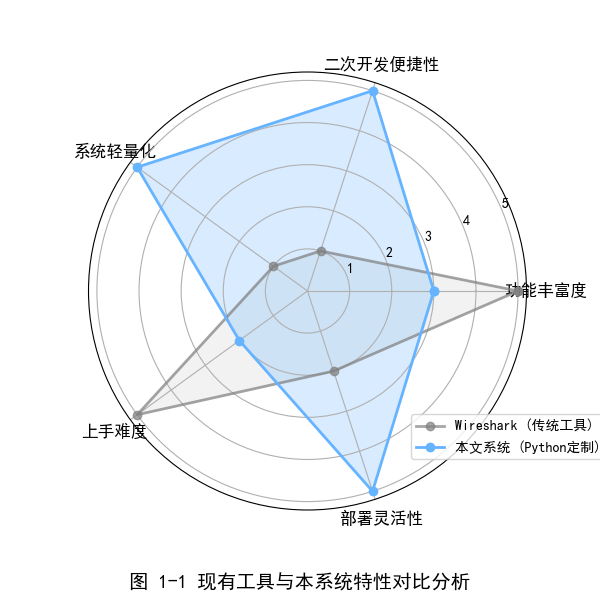 二次开发便捷性
系统轻量化
5
4
3
2
1
功能丰富度
上手难度
Wireshark (传统工具)
本文系统 (Python定制)
部署灵活性
图 1-1 现有工具与本系统特性对比分析